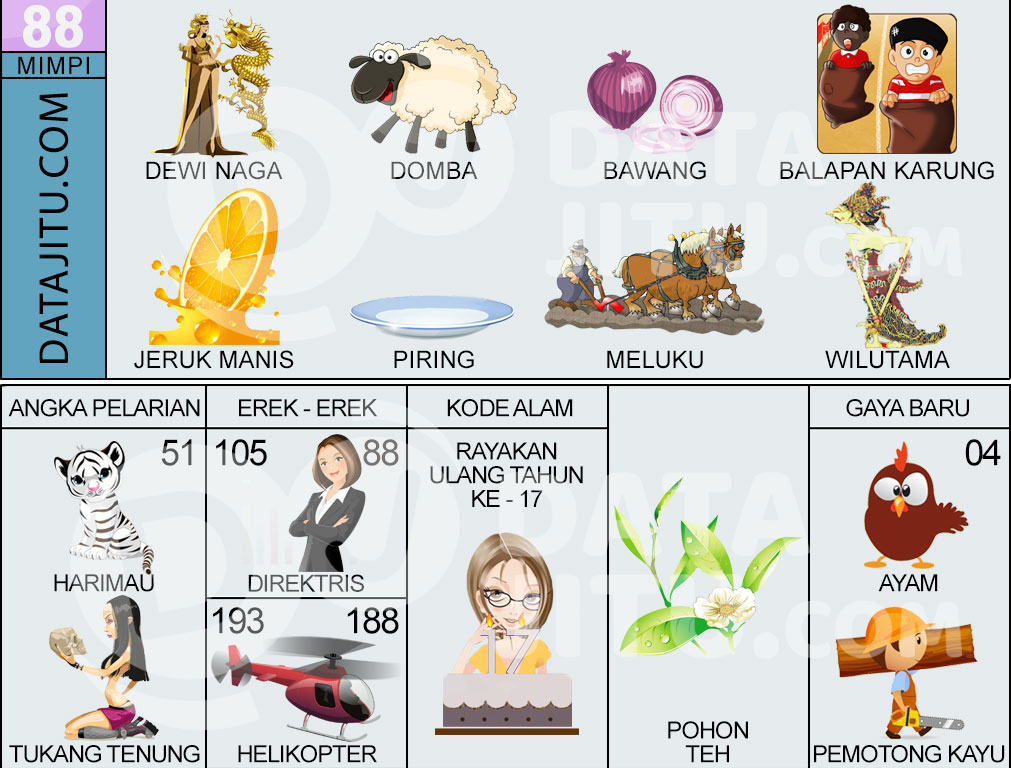 88
MIMPI
DATAJITU.COM
DEWI NAGA
DOMBA
BAWANG
BALAPAN KARUNG
JERUK MANIS
PIRING
MELUKU
WILUTAMA
DATA
JITU.COM
ANGKA PELARIAN
EREK - EREK
KODE ALAM
GAYA BARU
51
HARIMAU
TUKANG TENUNG
105
88
DIREKTRIS
193
188
HELIKOPTER
RAYAKAN
ULANG TAHUN
KE - 17
17
POHON
TEH
04
AYAM
PEMOTONG KAYU
DATA
JITU.COM